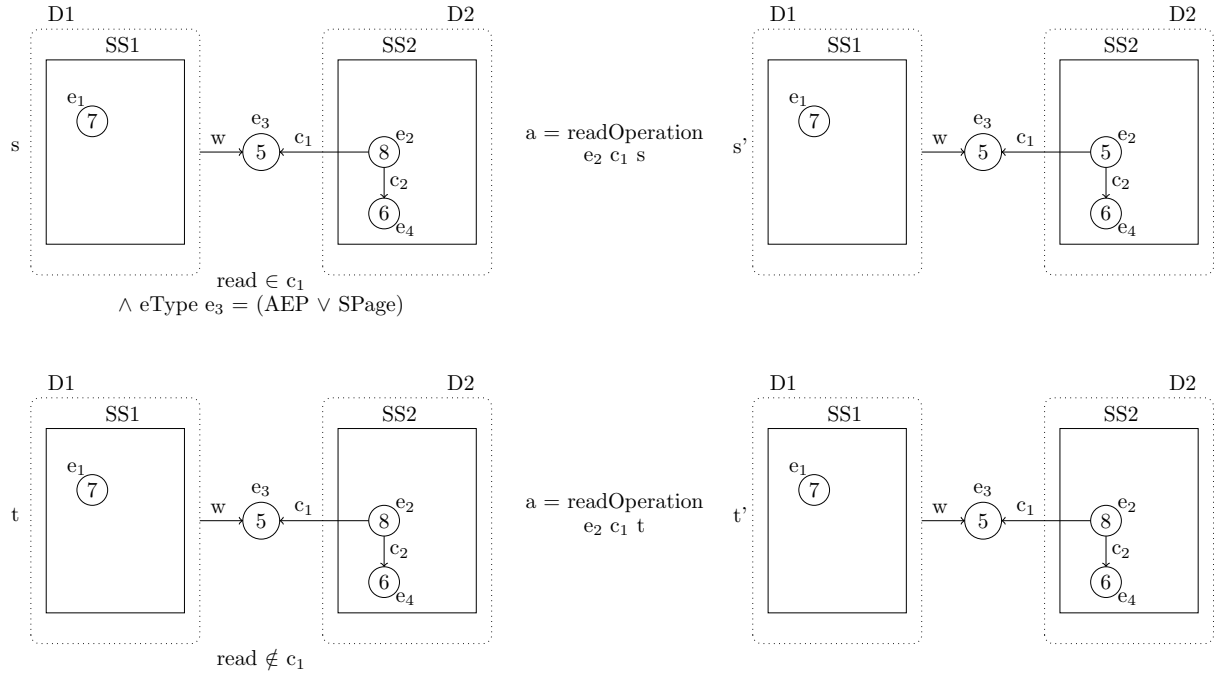 D1 D2 D1 D2
SS1 SS2 SS1 SS2
e₁ 7 e₃ 5 w c₁ e₂ 8 c₂ 6 e₄
s
a = readOperation
e₂ c₁ s
s'
e₁ 7 e₃ 5 w c₁ e₂ 5 c₂ 6 e₄
read ∈ c₁
∧ eType e₃ = (AEP ∨ SPage)
D1 D2 D1 D2
SS1 SS2 SS1 SS2
e₁ 7 e₃ 5 w c₁ e₂ 8 c₂ 6 e₄
t
a = readOperation
e₂ c₁ t
t'
e₁ 7 e₃ 5 w c₁ e₂ 8 c₂ 6 e₄
read ∉ c₁